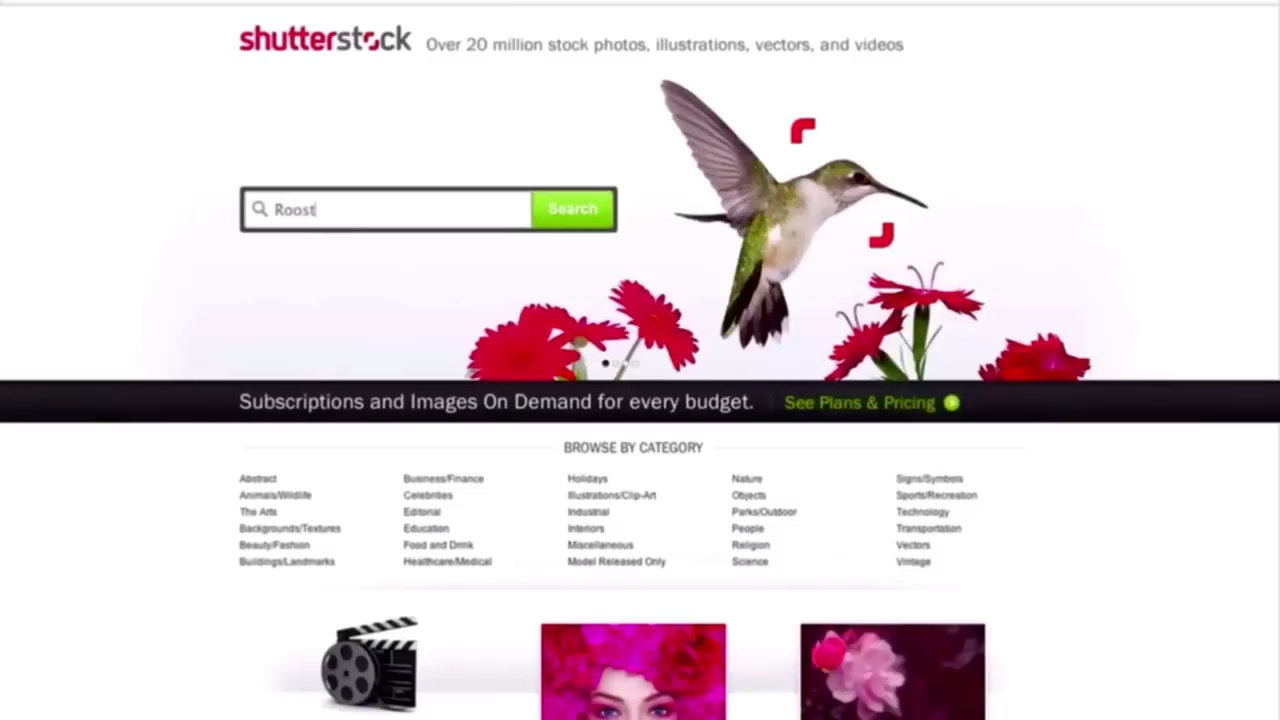 shutterstock Over 20 million stock photos, illustrations, vectors, and videos
Roost Search
Subscriptions and Images On Demand for every budget. See Plans & Pricing
BROWSE BY CATEGORY
Abstract Business/Finance Holidays Nature Signs/Symbols
Animals/Wildlife Celebrities Illustrations/Clip-Art Objects Sports/Recreation
The Arts Editorial Industrial Parks/Outdoor Technology
Backgrounds/Textures Education Interiors People Transportation
Beauty/Fashion Food and Drink Miscellaneous Religion Vectors
Buildings/Landmarks Healthcare/Medical Model Released Only Science Vintage